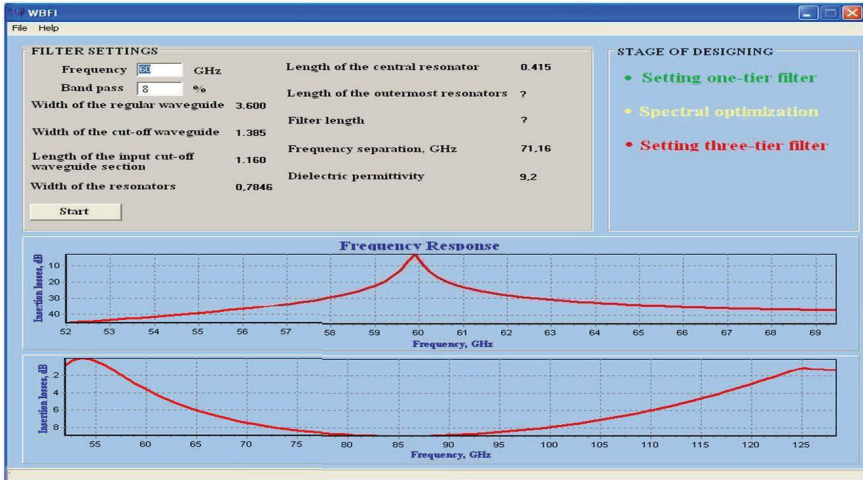 WBFI
File Help
FILTER SETTINGS
Frequency 60 GHz
Band pass 8 %
Width of the regular waveguide 3.600
Width of the cut-off waveguide 1.385
Length of the input cut-off
waveguide section 1.160
Width of the resonators 0,7846
Start
Length of the central resonator 0.415
Length of the outermost resonators ?
Filter length ?
Frequency separation, GHz 71,16
Dielectric permittivity 9,2
STAGE OF DESIGNING
• Setting one-tier filter
• Spectral optimization
• Setting three-tier filter
Frequency Response
Insertion losses, dB
10
20
30
40
52 53 54 55 56 57 58 59 60 61 62 63 64 65 66 67 68 69
Frequency, GHz
Insertion losses, dB
2
4
6
8
55 60 65 70 75 80 85 90 95 100 105 110 115 120 125
Frequency, GHz